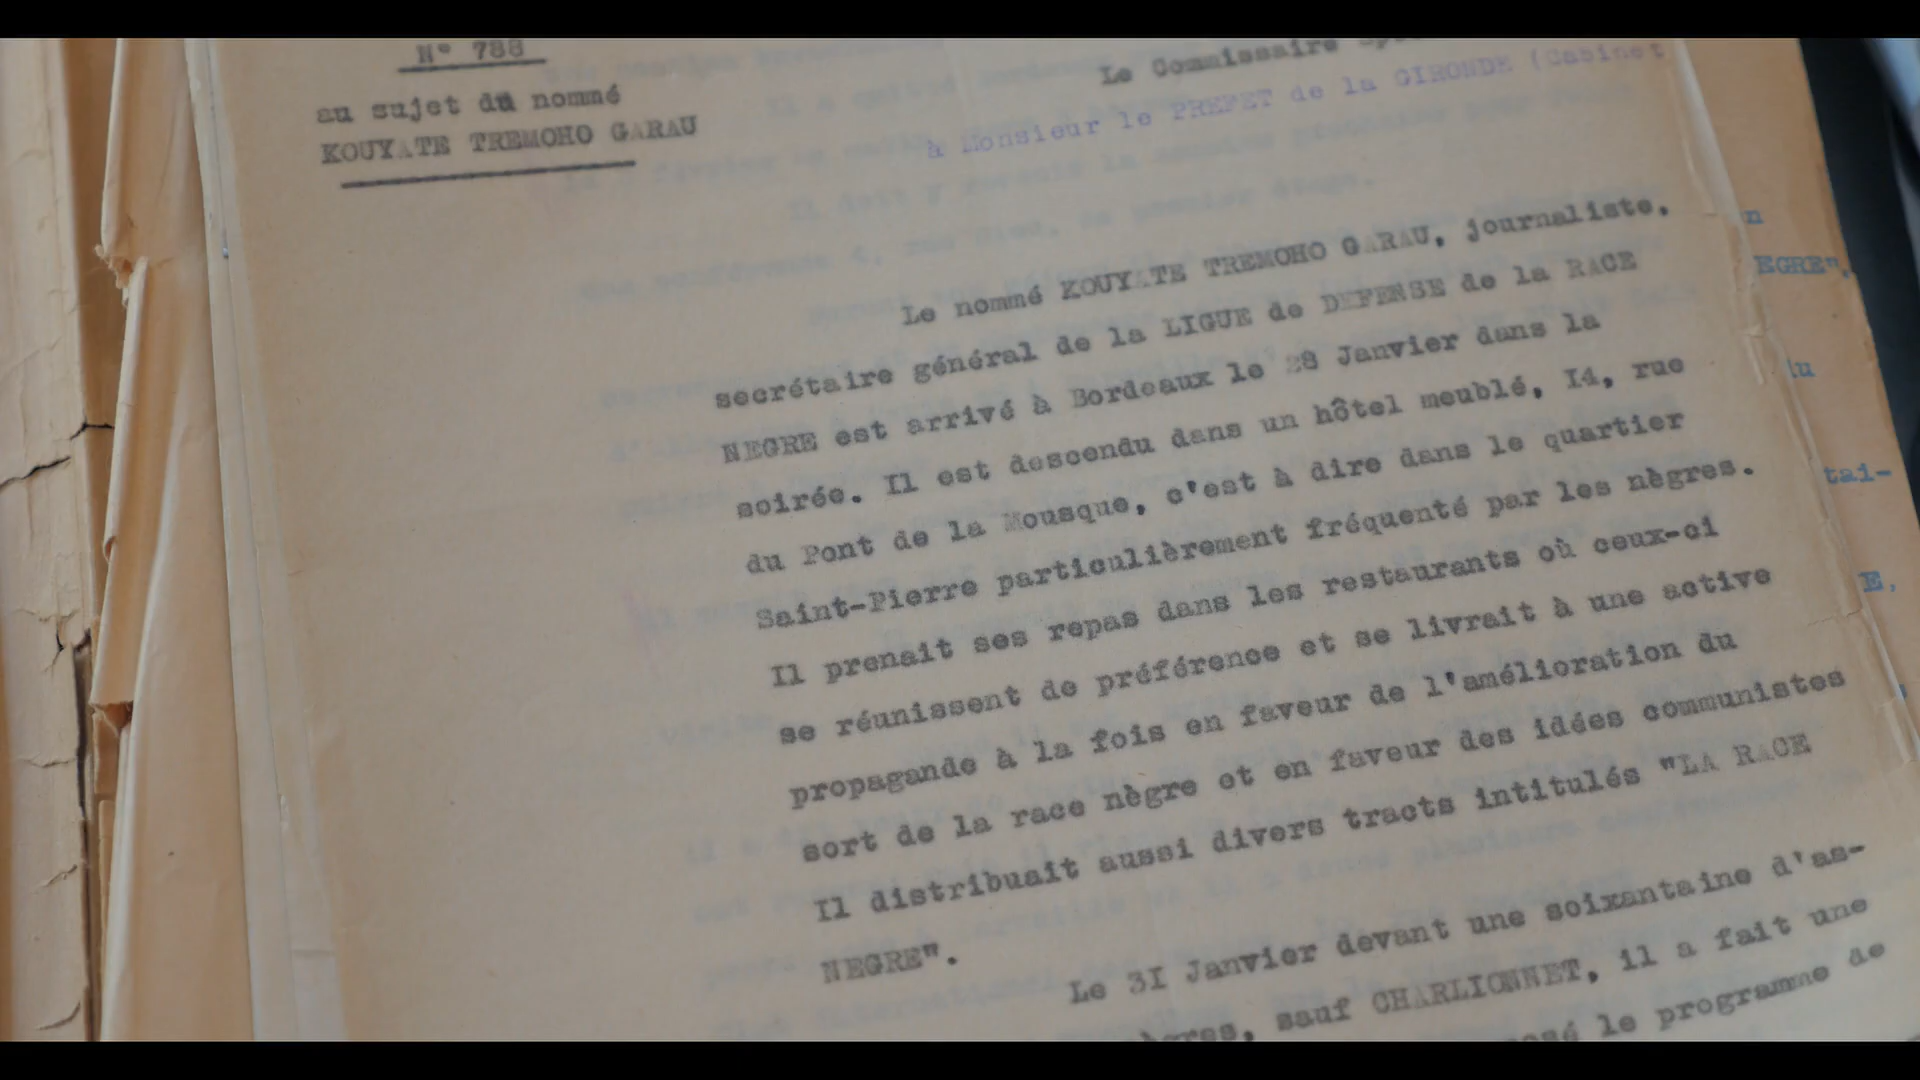 N° 788
au sujet du nommé
KOUYATE TREMOHO GARAU
Le Commissaire
à Monsieur le PREFET de la GIRONDE (Cabinet
Le nommé KOUYATE TREMOHO GARAU, journaliste,
secrétaire général de la LIGUE de DEFENSE de la RACE
NEGRE est arrivé à Bordeaux le 28 Janvier dans la
soirée. Il est descendu dans un hôtel meublé, I4, rue
du Pont de la Mousque, c'est à dire dans le quartier
Saint-Pierre particulièrement fréquenté par les nègres.
Il prenait ses repas dans les restaurants où ceux-ci
se réunissent de préférence et se livrait à une active
propagande à la fois en faveur de l'amélioration du
sort de la race nègre et en faveur des idées communistes
Il distribuait aussi divers tracts intitulés "LA RACE
NEGRE".
Le 3I Janvier devant une soixantaine d'as-
sauf CHARLIONNET, il a fait une
le programme de
n
EGRE",
tai-
E,